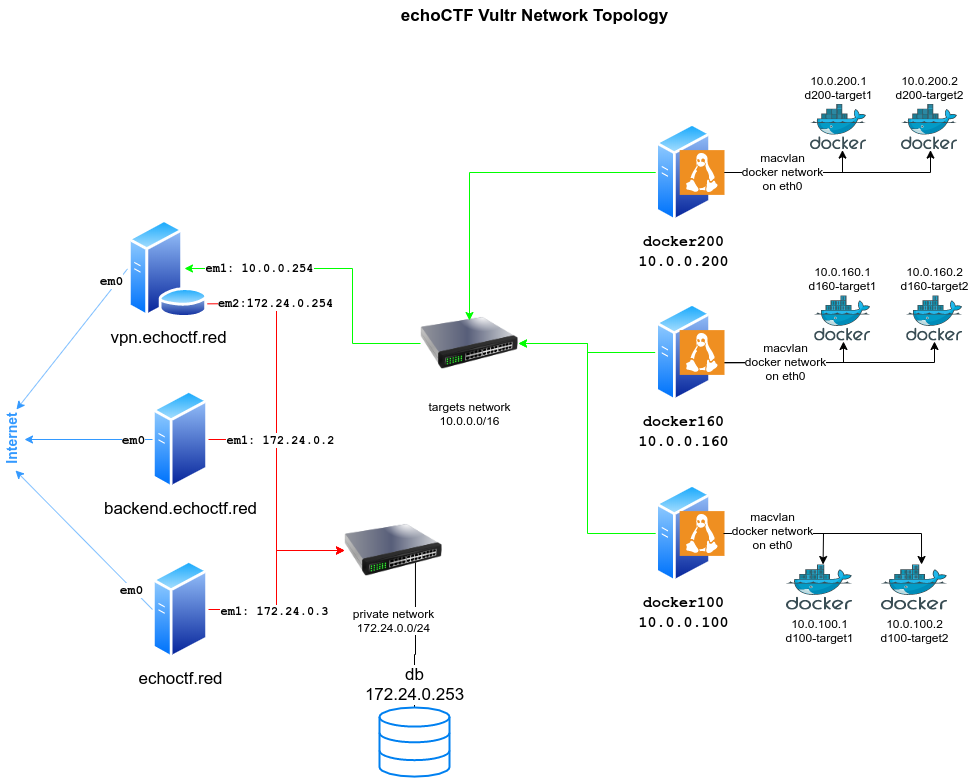 echoCTF Vultr Network Topology
10.0.200.1
d200-target1
docker
10.0.200.2
d200-target2
docker
macvlan
docker network
on eth0
docker200
10.0.0.200
em0
em1: 10.0.0.254
em2:172.24.0.254
vpn.echoctf.red
10.0.160.1
d160-target1
docker
10.0.160.2
d160-target2
docker
macvlan
docker network
on eth0
docker160
10.0.0.160
targets network
10.0.0.0/16
Internet
em0
em1: 172.24.0.2
backend.echoctf.red
macvlan
docker network
on eth0
docker
10.0.100.1
d100-target1
docker
10.0.100.2
d100-target2
docker100
10.0.0.100
em0
em1: 172.24.0.3
echoctf.red
private network
172.24.0.0/24
db
172.24.0.253